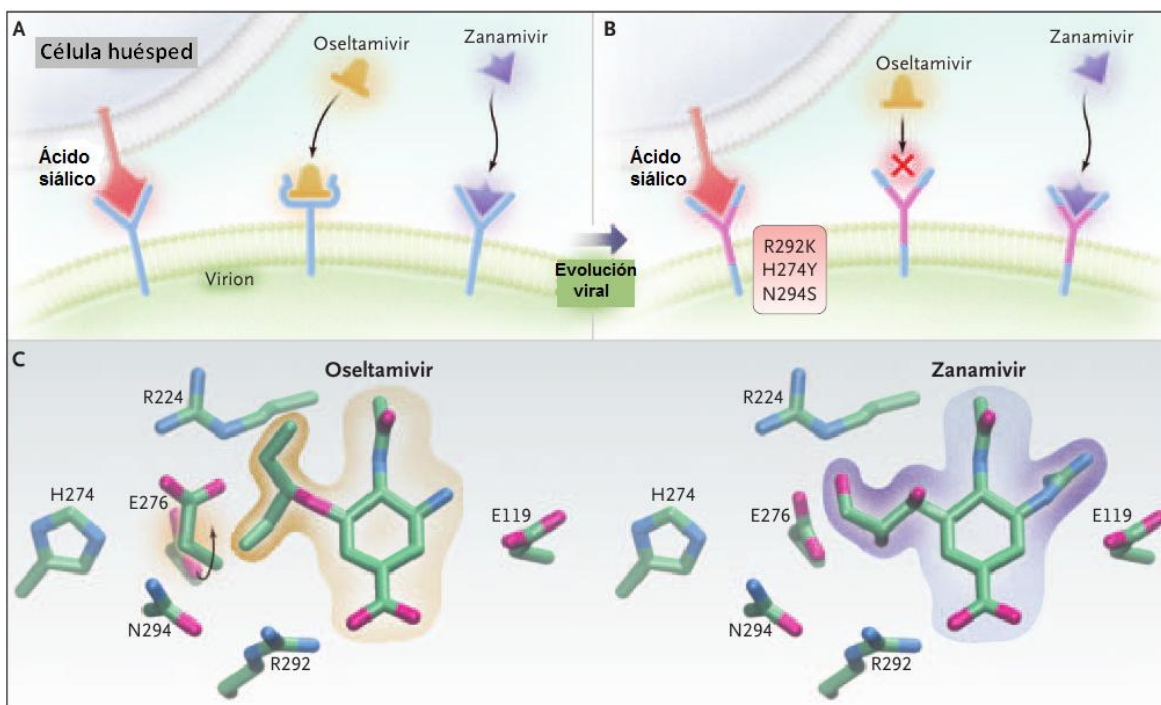 A
Célula huésped
Oseltamivir
Zanamivir
Ácido
siálico
Virion
Evolución
viral
B
Oseltamivir
Zanamivir
Ácido
siálico
R292K
H274Y
N294S
C
Oseltamivir
R224
H274
E276
E119
N294
R292
Zanamivir
R224
H274
E276
E119
N294
R292